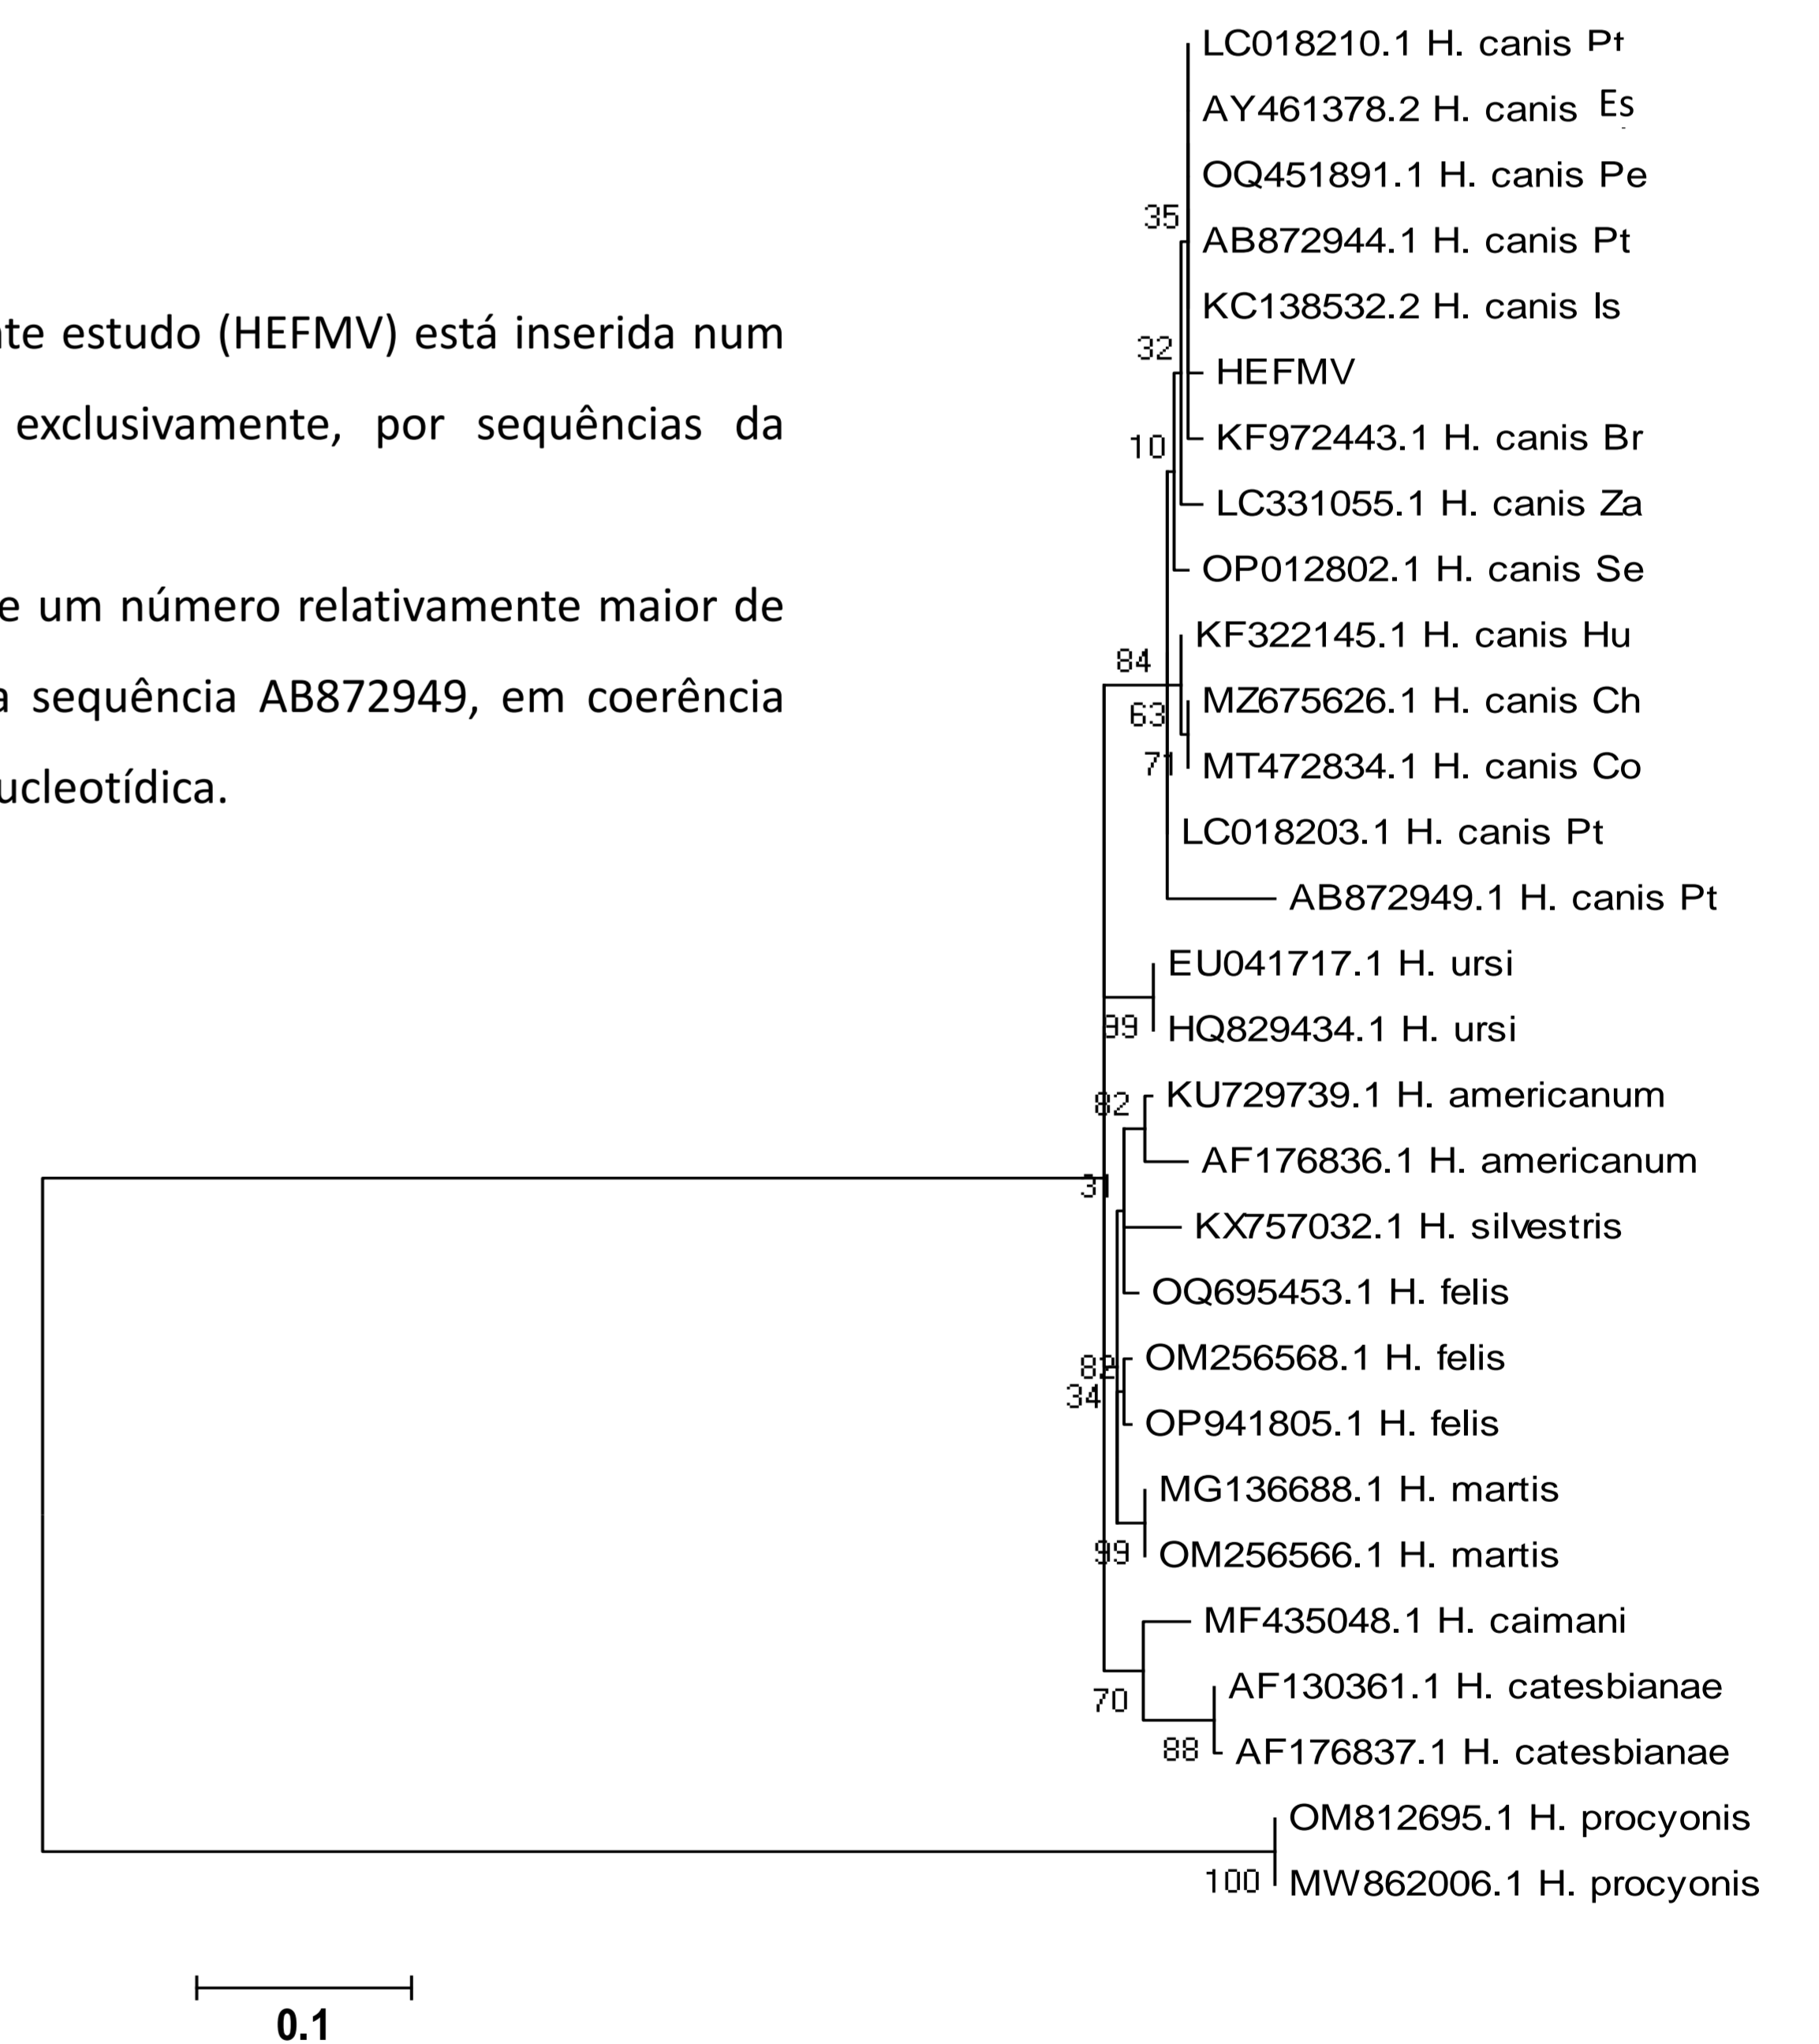 nte estudo (HEFMV) está inserida num
exclusivamente, por sequências da
e um número relativamente maior de
a sequência AB872949, em coerência
ucleotídica.
LC018210.1 H. canis Pt
AY461378.2 H. canis Es
OQ451891.1 H. canis Pe
35
AB872944.1 H. canis Pt
KC138532.2 H. canis Is
32
HEFMV
10
KF972443.1 H. canis Br
LC331055.1 H. canis Za
OP012802.1 H. canis Se
KF322145.1 H. canis Hu
84
MZ675626.1 H. canis Ch
63
71
MT472834.1 H. canis Co
LC018203.1 H. canis Pt
AB872949.1 H. canis Pt
EU041717.1 H. ursi
99
HQ829434.1 H. ursi
82
KU729739.1 H. americanum
AF176836.1 H. americanum
31
KX757032.1 H. silvestris
OQ695453.1 H. felis
82
OM256568.1 H. felis
34
OP941805.1 H. felis
MG136688.1 H. martis
99
OM256566.1 H. martis
MF435048.1 H. caimani
70
AF130361.1 H. catesbianae
88
AF176837.1 H. catesbianae
OM812695.1 H. procyonis
100
MW862006.1 H. procyonis
0.1